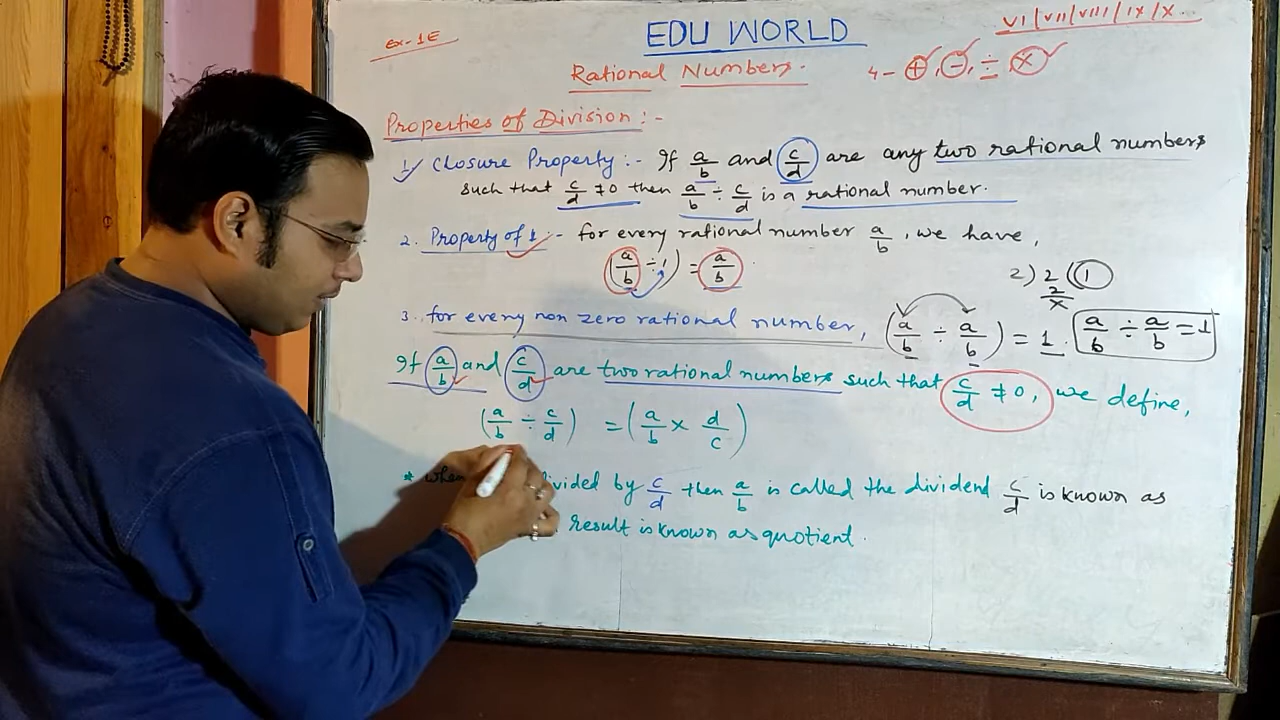 VI/VII/VIII/IX/X
Ex-1E
EDU WORLD
Rational Numbers.
4 - +, -, ÷, ×
Properties of Division :-
1. Closure Property :- If a/b and c/d are any two rational numbers
such that c/d ≠ 0 then a/b ÷ c/d is a rational number.
2. Property of 1 :- for every rational number a/b, we have,
(a/b ÷ 1) = a/b
2) 2 (1
2
x
3. for every non zero rational number, (a/b ÷ a/b) = 1. a/b ÷ a/b = 1
If a/b and c/d are two rational numbers such that c/d ≠ 0, we define,
(a/b ÷ c/d) = (a/b × d/c)
* when by c/d then a/b is called the dividend c/d is known as
result is known as quotient.